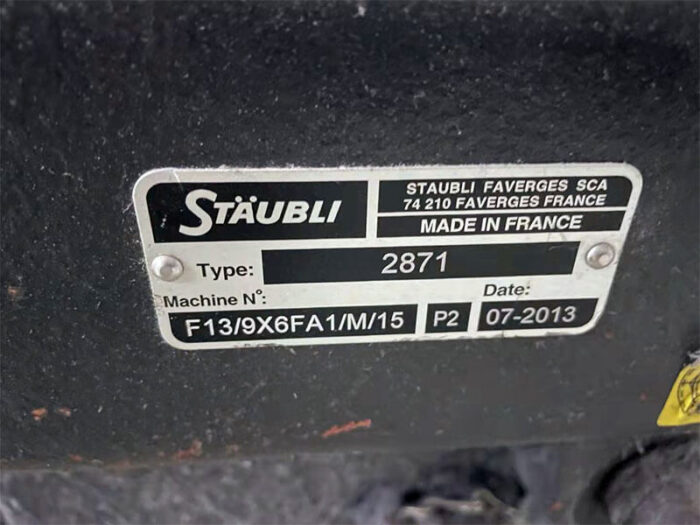 STÄUBLI
STAUBLI FAVERGES SCA
74 210 FAVERGES FRANCE
MADE IN FRANCE
Type: 2871
Machine N°:
Date:
F13/9X6FA1/M/15 P2 07-2013